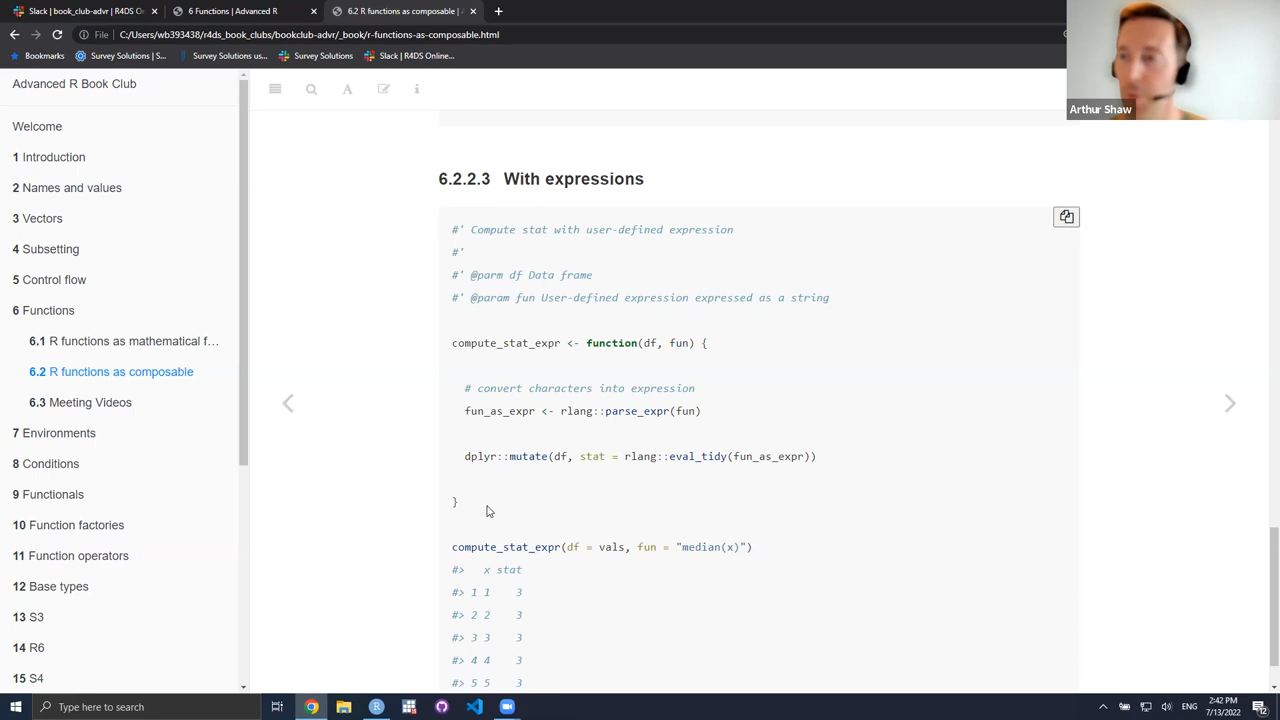 Slack | book_club-advr | R4DS On
6 Functions | Advanced R
6.2 R functions as composable |
File
C:/Users/wb393438/r4ds_book_clubs/bookclub-advr/_book/r-functions-as-composable.html
Bookmarks
Survey Solutions | S...
Survey Solutions us...
Survey Solutions
Slack | R4DS Online...
Arthur Shaw
Advanced R Book Club
Welcome
1 Introduction
2 Names and values
3 Vectors
4 Subsetting
5 Control flow
6 Functions
6.1 R functions as mathematical f...
6.2 R functions as composable
6.3 Meeting Videos
7 Environments
8 Conditions
9 Functionals
10 Function factories
11 Function operators
12 Base types
13 S3
14 R6
15 S4
6.2.2.3 With expressions
#' Compute stat with user-defined expression
#'
#' @parm df Data frame
#' @param fun User-defined expression expressed as a string
compute_stat_expr <- function(df, fun) {
# convert characters into expression
fun_as_expr <- rlang::parse_expr(fun)
dplyr::mutate(df, stat = rlang::eval_tidy(fun_as_expr))
}
compute_stat_expr(df = vals, fun = "median(x)")
#> x stat
#> 1 1 3
#> 2 2 3
#> 3 3 3
#> 4 4 3
#> 5 5 3
Type here to search
ENG
2:42 PM
7/13/2022
12